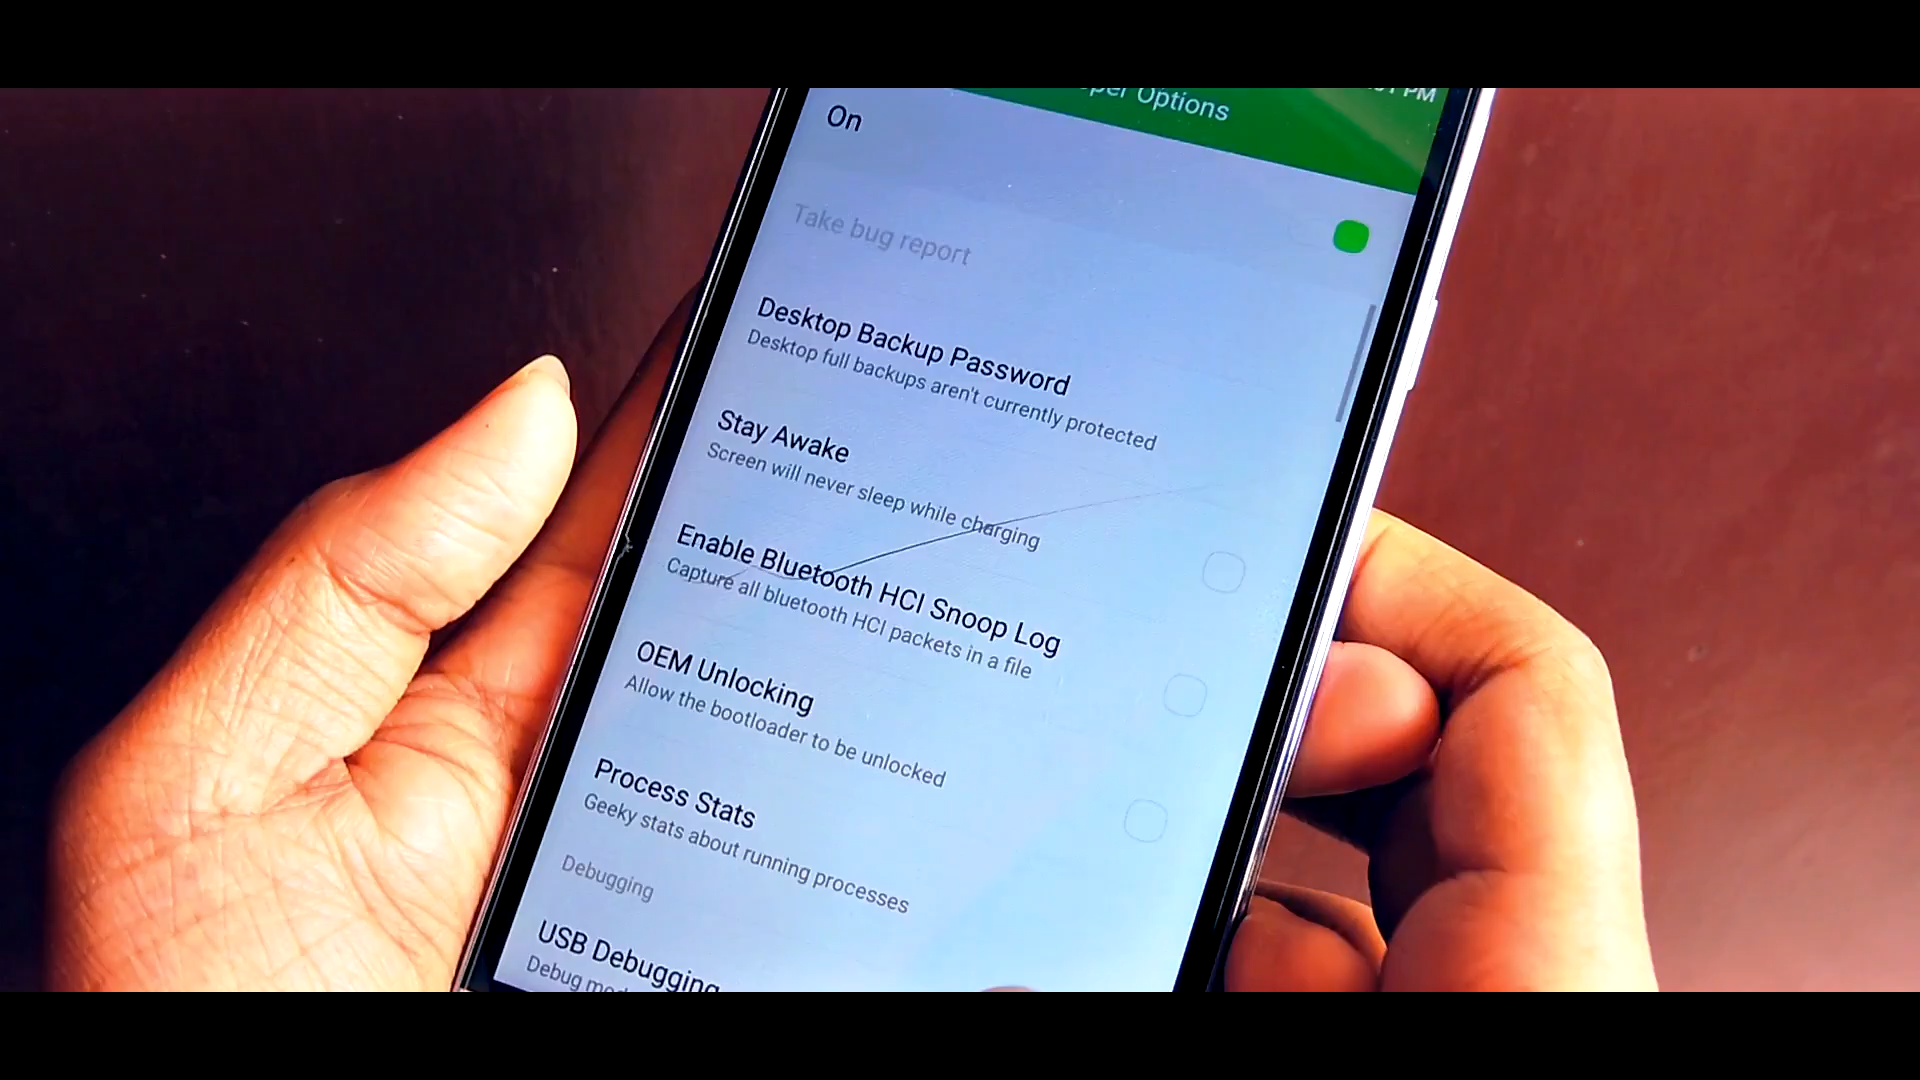 PM
Options
On
Take bug report
Desktop Backup Password
Desktop full backups aren't currently protected
Stay Awake
Screen will never sleep while charging
Enable Bluetooth HCI Snoop Log
Capture all bluetooth HCI packets in a file
OEM Unlocking
Allow the bootloader to be unlocked
Process Stats
Geeky stats about running processes
Debugging
USB Debugging
Debug